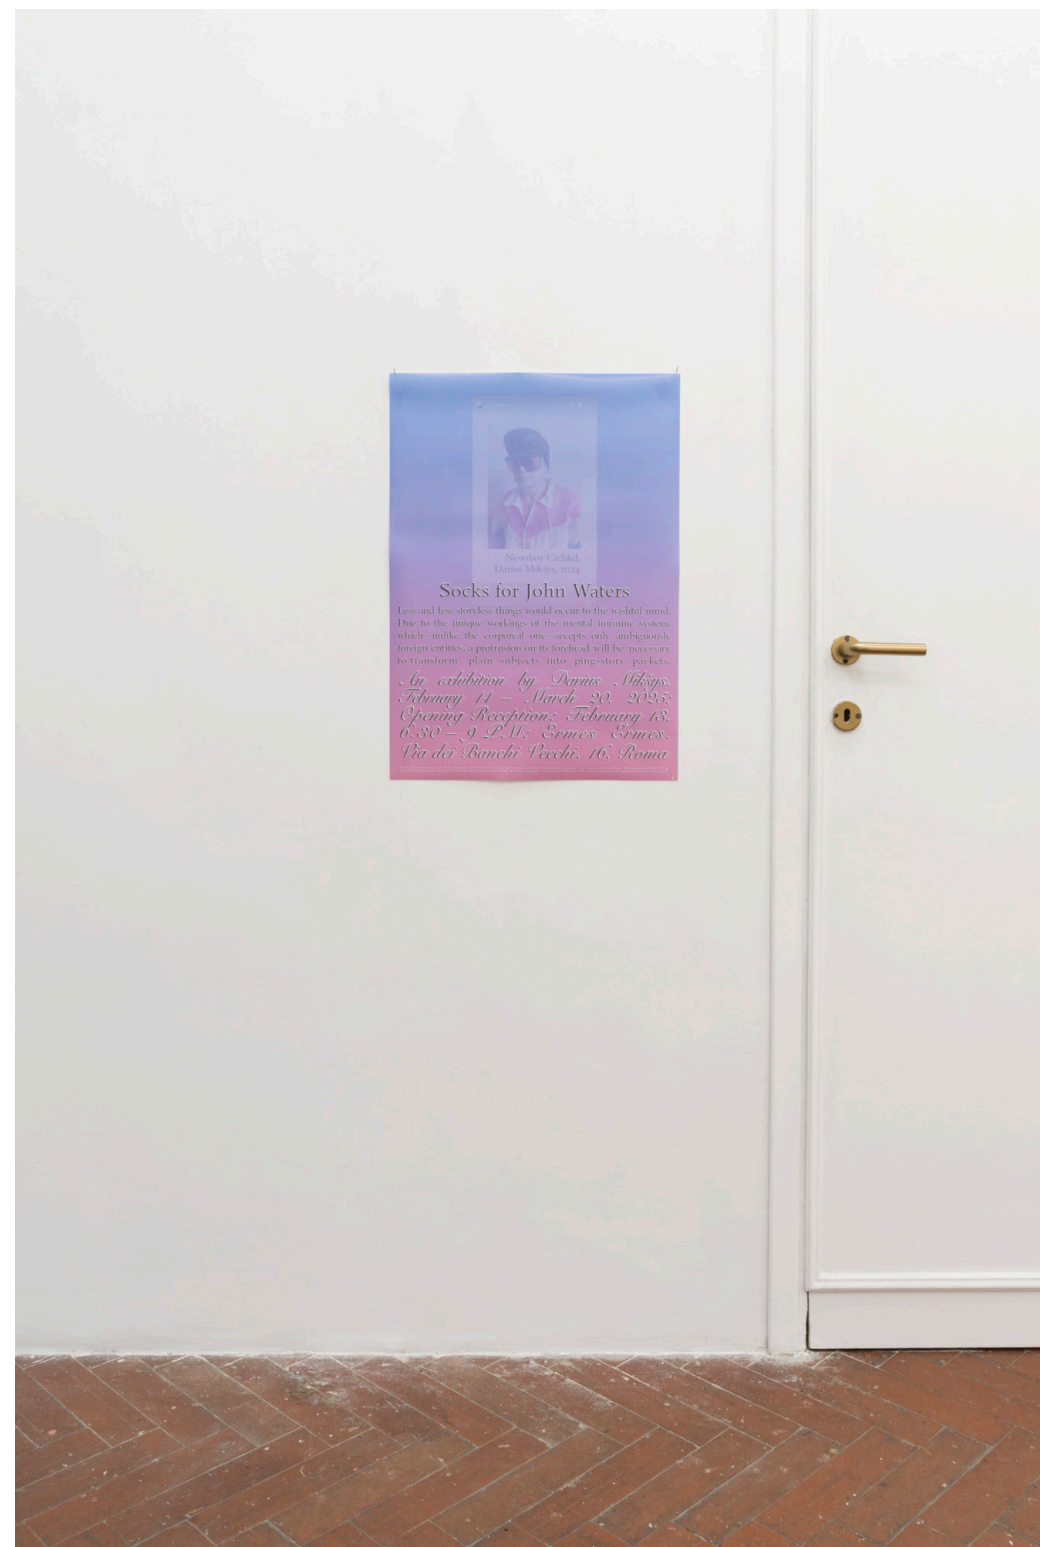 Newsboy Cichlid,
Darius Mikšys, 2024
Socks for John Waters
Less and less storyless things would occur to the wishful mind.
Due to the unique workings of the mental immune system,
which—unlike the corporeal one—accepts only ambiguously
foreign entities, a protrusion on its forehead will be necessary
to transform plain subjects into ping-story packets.
An exhibition by Darius Mikšys.
February 14 – March 20, 2025;
Opening Reception: February 13,
6.30 – 9 P.M; Ermes Ermes.
Via dei Banchi Vecchi, 16, Roma